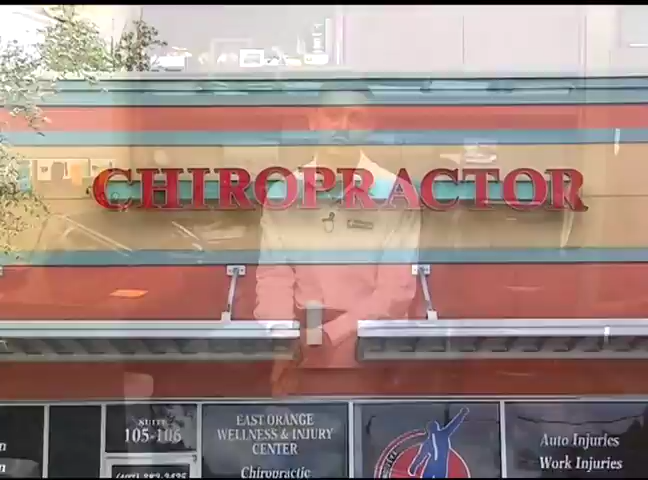 CHIROPRACTOR
SUITE
105-106
EAST ORANGE
WELLNESS & INJURY
CENTER
Chiropractic
Auto Injuries
Work Injuries